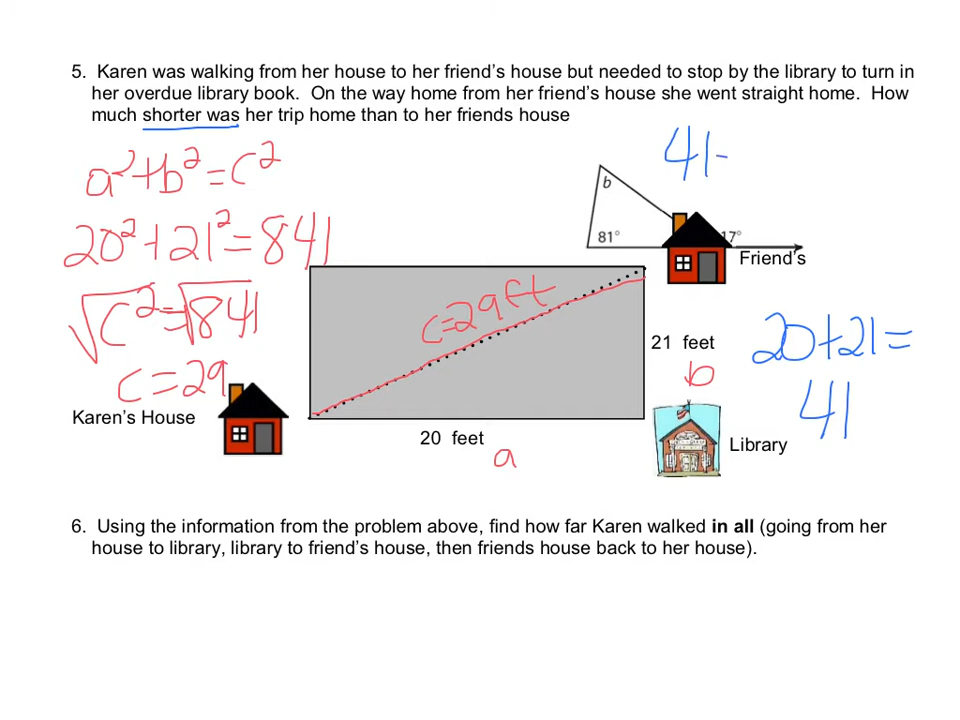 5. Karen was walking from her house to her friend's house but needed to stop by the library to turn in
her overdue library book. On the way home from her friend's house she went straight home. How
much shorter was her trip home than to her friends house
a²+b²=c²
41-
b
20²+21²=841
81°
17°
Friend's
√c²=√841
c=29ft
21 feet
20+21=
c=29
b
41
Karen's House
20 feet
Library
a
6. Using the information from the problem above, find how far Karen walked in all (going from her
house to library, library to friend's house, then friends house back to her house).